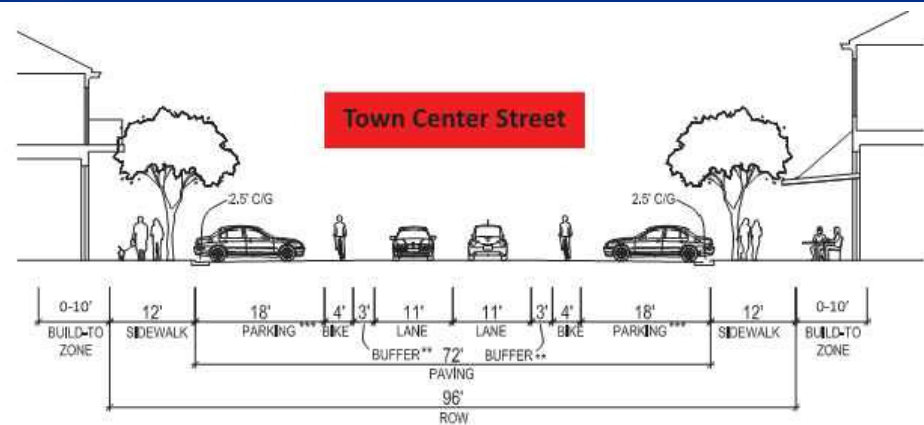 Town Center Street
2.5' C/G
2.5' C/G
0-10'
12'
18'
4'
3'
11'
11'
3'
4'
18'
12'
0-10'
BUILD-TO
ZONE
SIDEWALK
PARKING***
BIKE
LANE
LANE
BIKE
PARKING***
SIDEWALK
BUILD-TO
ZONE
BUFFER**
72'
BUFFER**
PAVING
96'
ROW